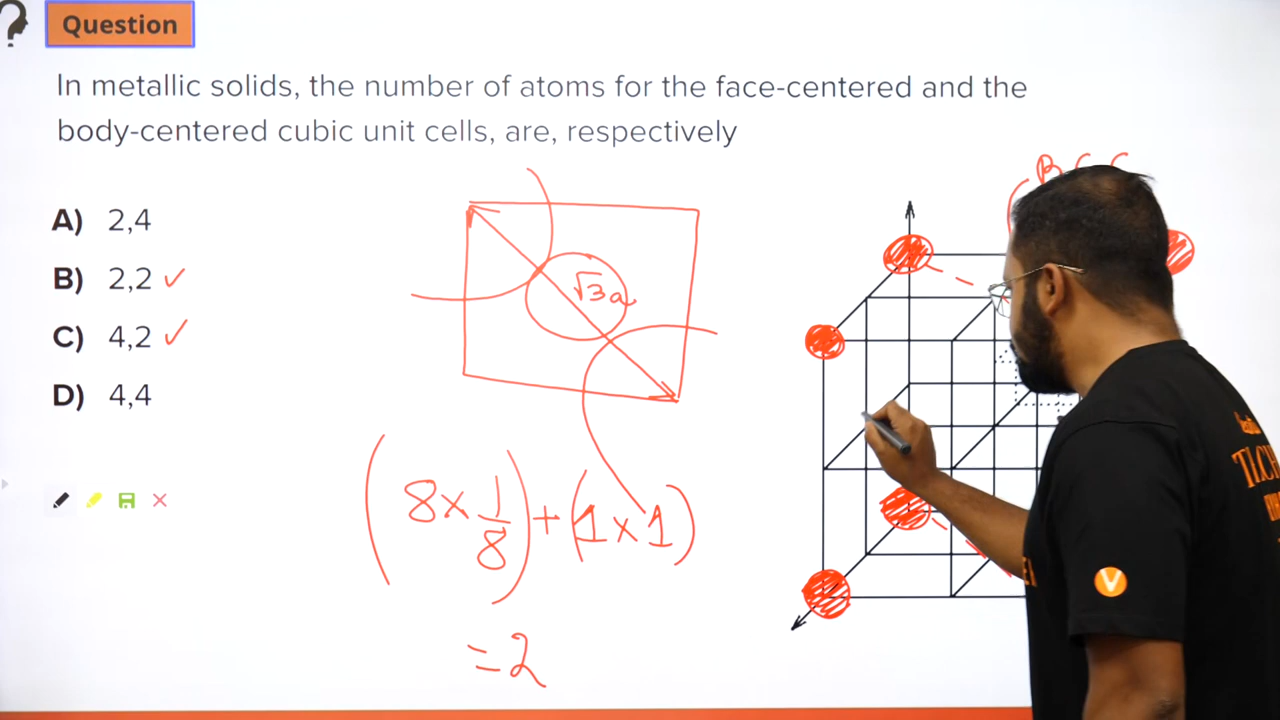 ?
Question
In metallic solids, the number of atoms for the face-centered and the
body-centered cubic unit cells, are, respectively
A) 2,4
B) 2,2 ✓
C) 4,2 ✓
D) 4,4
√3a
(8 × 1/8) + (1 × 1)
= 2
BCC
V